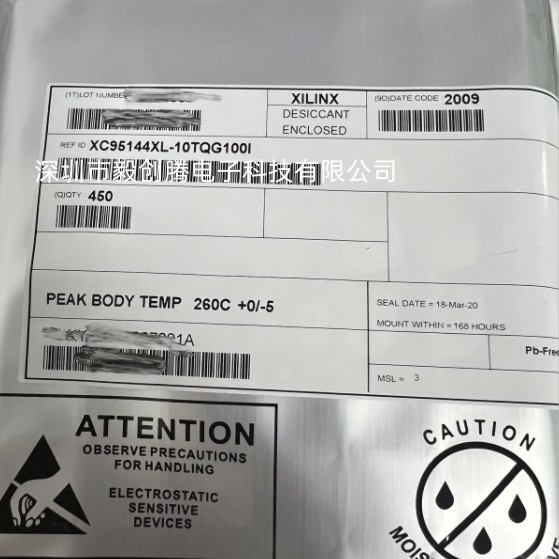 (1T)LOT NUMBER
XILINX
DESICCANT
ENCLOSED
(9D)DATE CODE 2009
REF ID XC95144XL-10TQG100I
深圳市毅创腾电子科技有限公司
(Q)QTY 450
PEAK BODY TEMP 260C +0/-5
SEAL DATE = 18-Mar-20
MOUNT WITHIN = 168 HOURS
Pb-Free
MSL = 3
ATTENTION
OBSERVE PRECAUTIONS
FOR HANDLING
ELECTROSTATIC
SENSITIVE
DEVICES
CAUTION